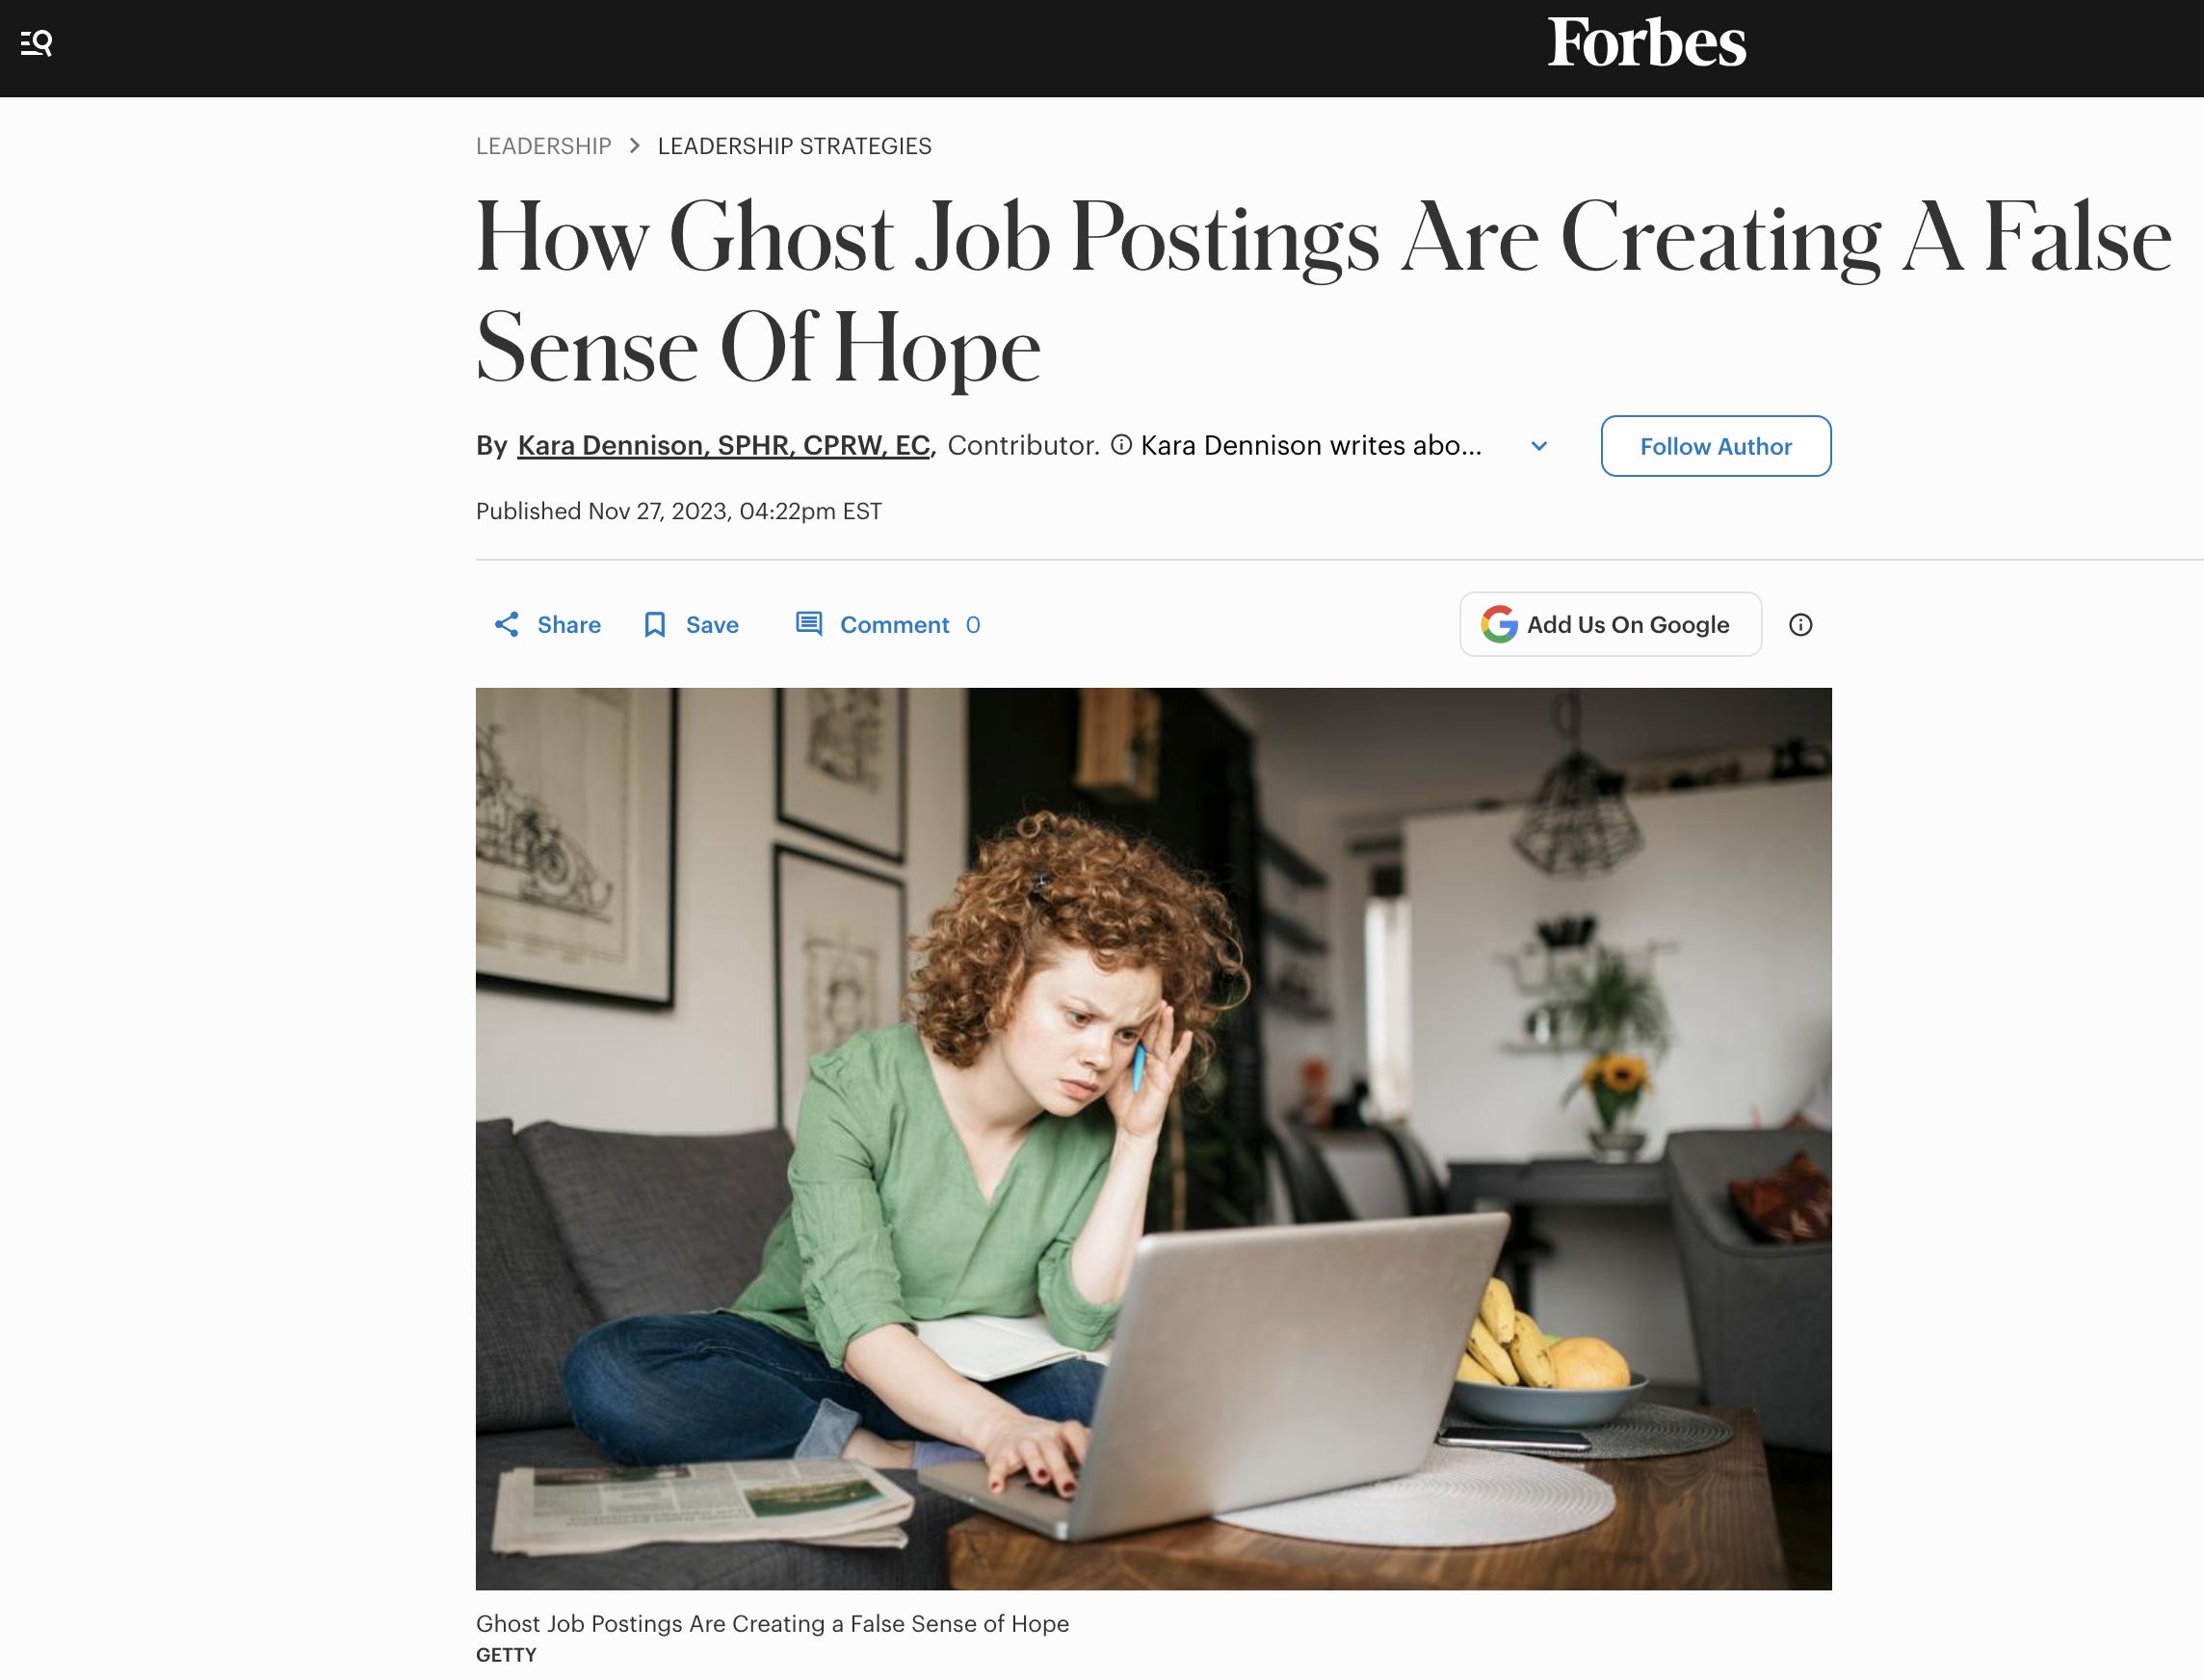 Forbes
LEADERSHIP > LEADERSHIP STRATEGIES
How Ghost Job Postings Are Creating A False
Sense Of Hope
By Kara Dennison, SPHR, CPRW, EC, Contributor. Kara Dennison writes abo...
Follow Author
Published Nov 27, 2023, 04:22pm EST
Share Save Comment 0
Add Us On Google
Ghost Job Postings Are Creating a False Sense of Hope
GETTY